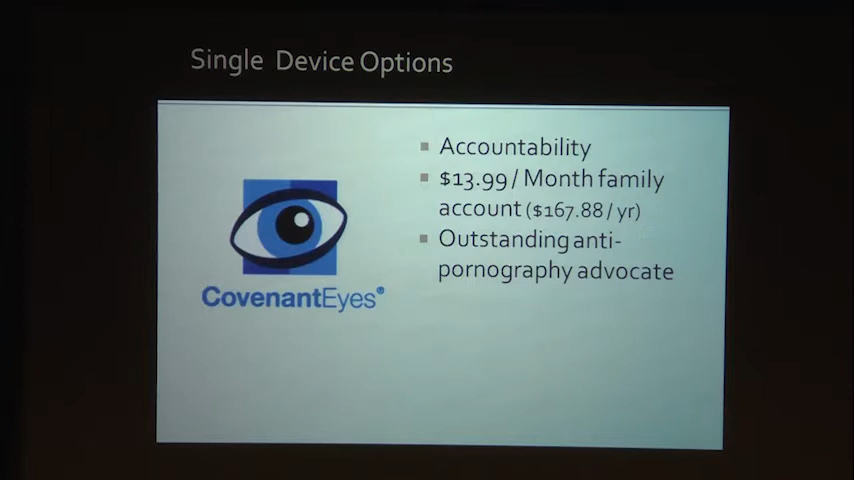 Single Device Options
▪ Accountability
▪ $13.99 / Month family
account ($167.88 / yr)
▪ Outstanding anti-
pornography advocate
CovenantEyes®